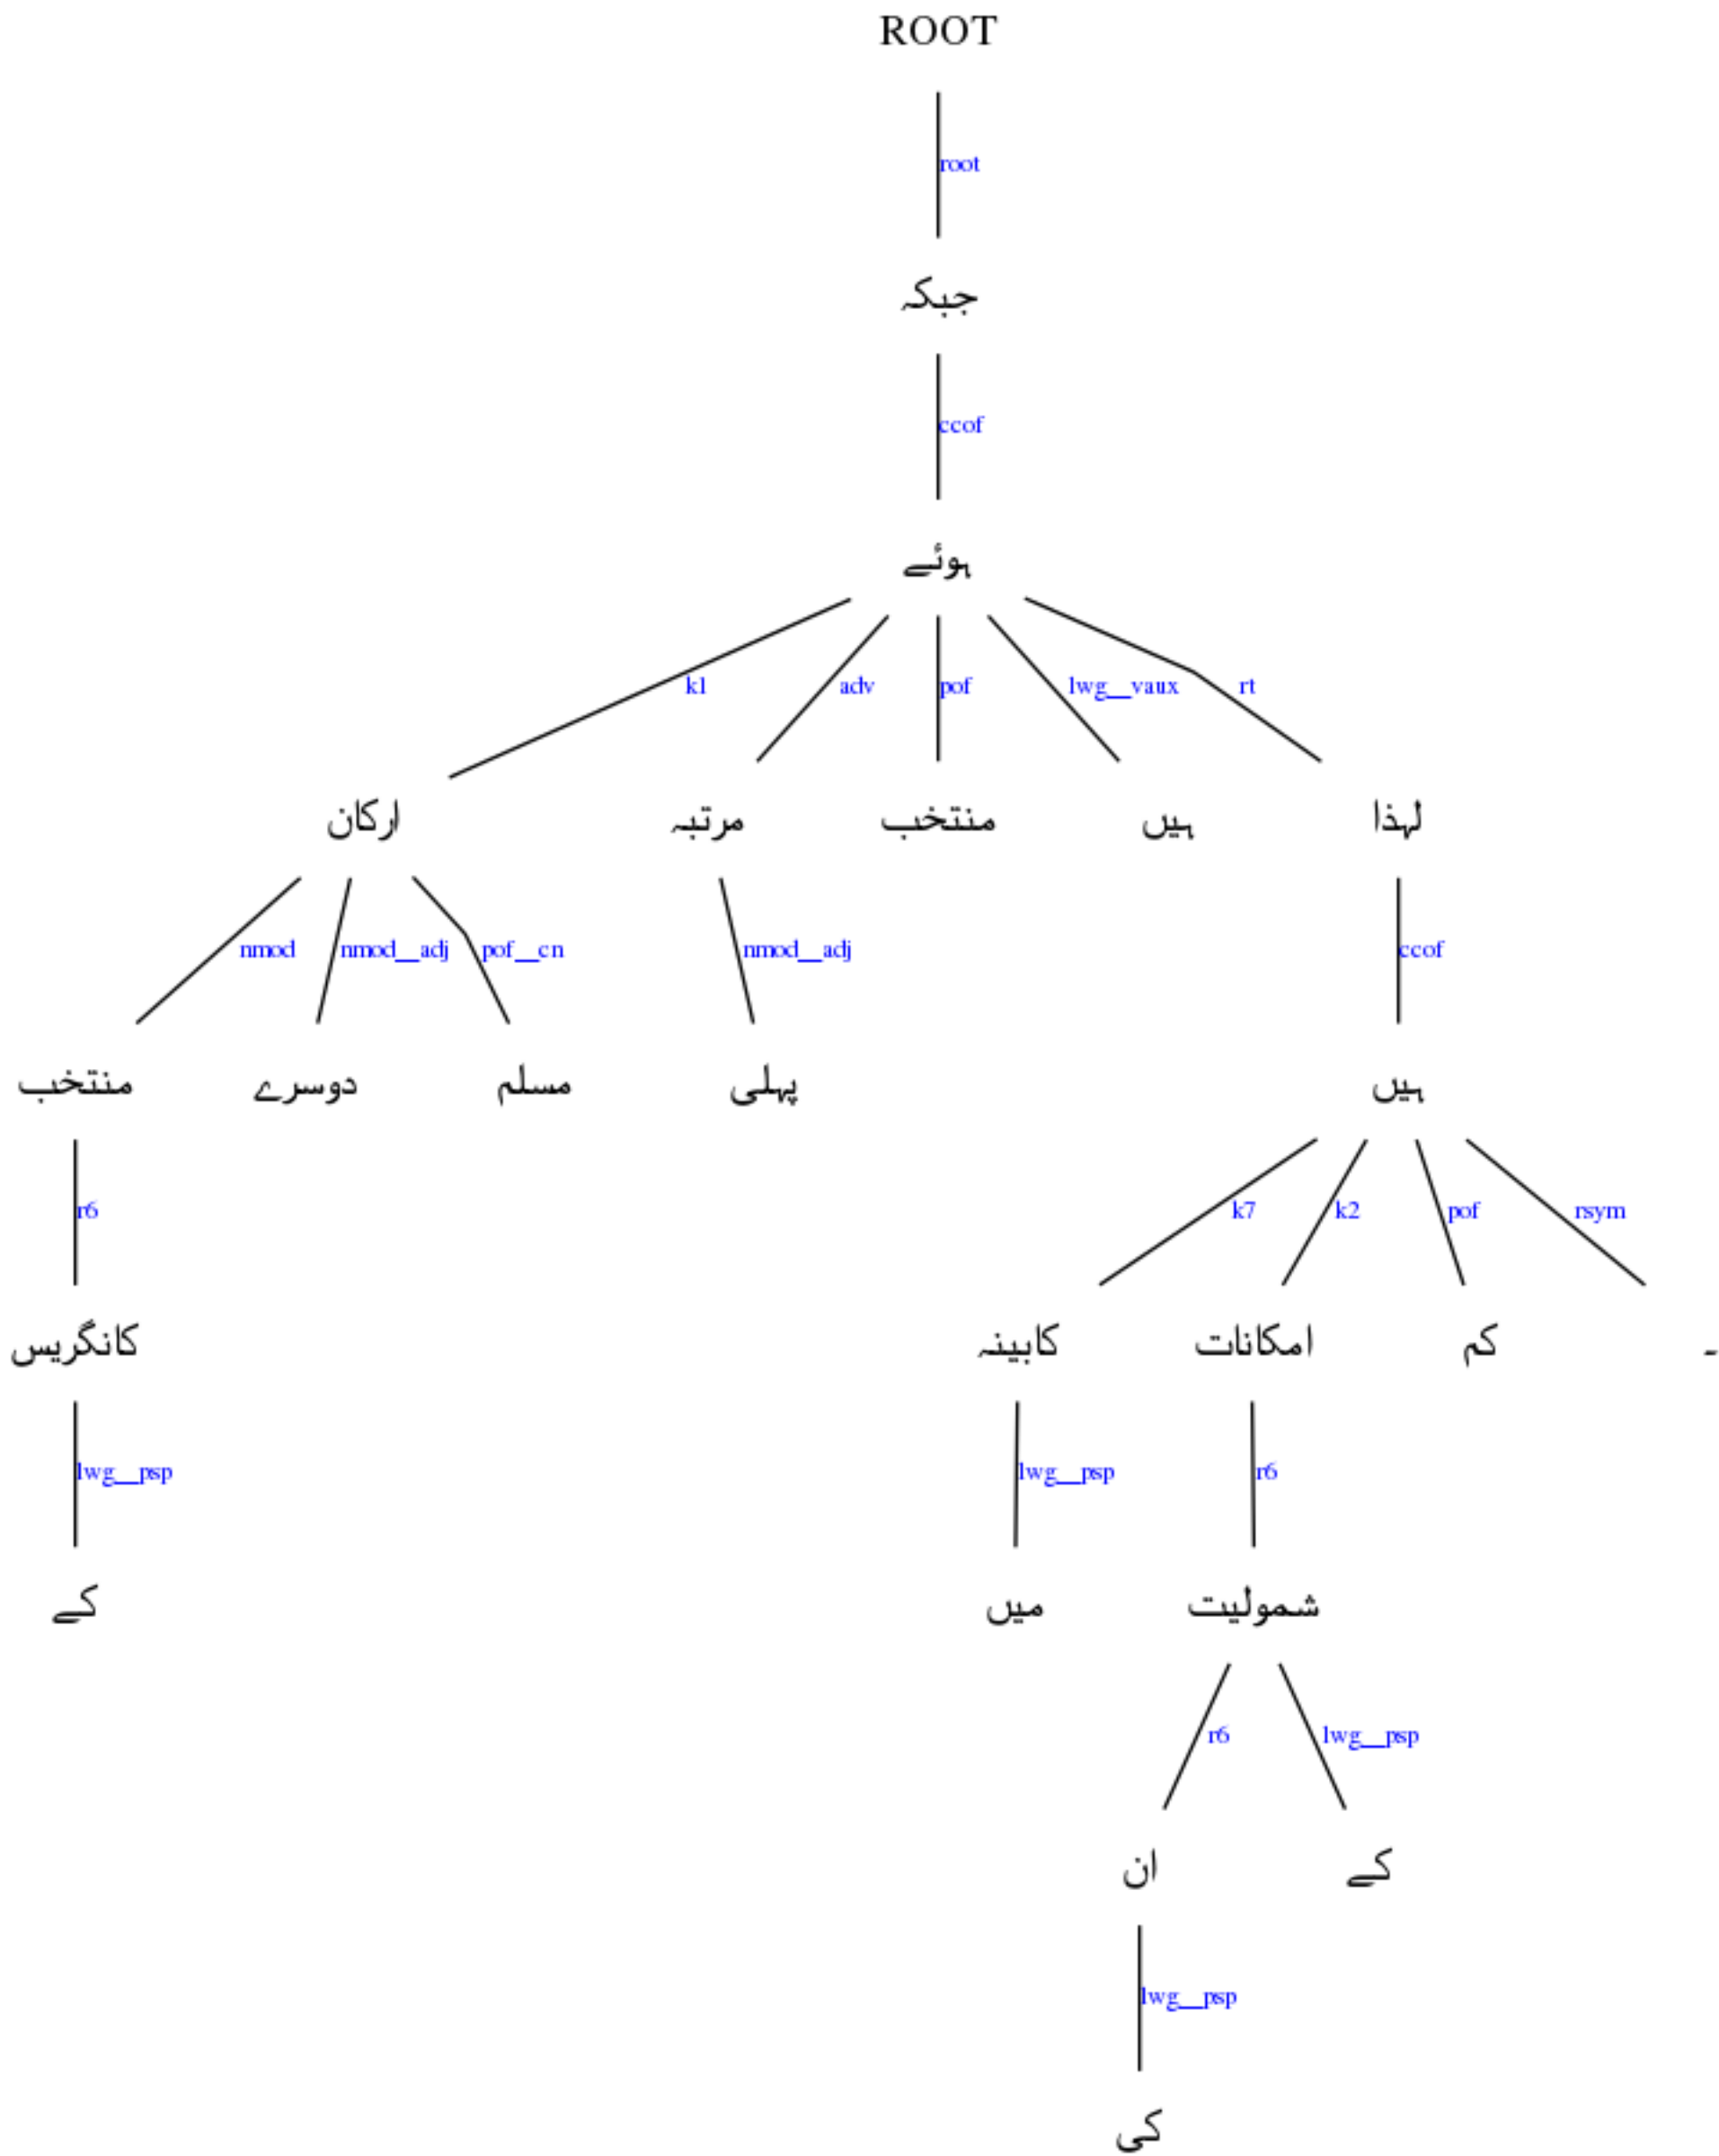 ROOT
root
جبکہ
ccof
ہوئے
k1 adv pof lwg__vaux rt
ارکان مرتبہ منتخب ہیں لہذا
nmod nmod__adj pof__cn nmod__adj ccof
منتخب دوسرے مسلم پہلی ہیں
r6 k7 k2 pof rsym
کانگریس کابینہ امکانات کم ۔
lwg__psp lwg__psp r6
کے میں شمولیت
r6 lwg__psp
ان کے
lwg__psp
کی